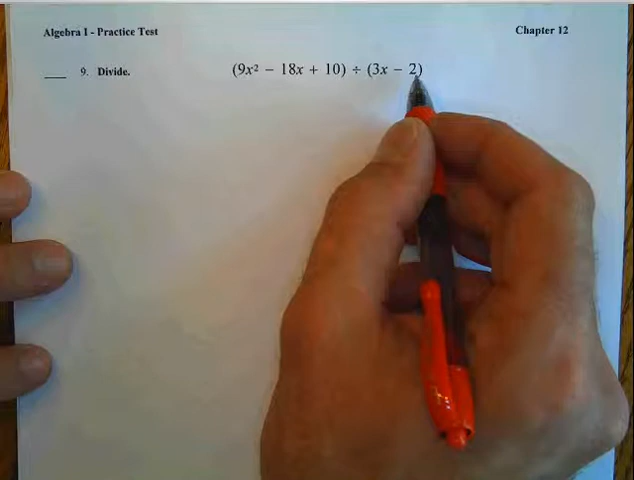 Algebra I - Practice Test Chapter 12
___ 9. Divide. (9x² − 18x + 10) ÷ (3x − 2)